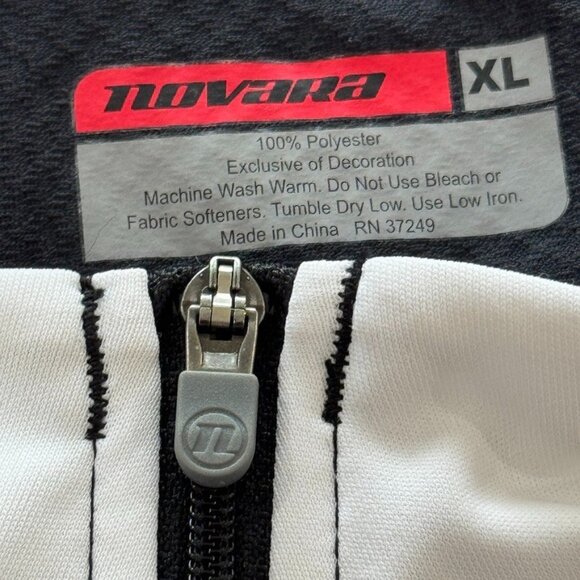 novara XL
100% Polyester
Exclusive of Decoration
Machine Wash Warm. Do Not Use Bleach or
Fabric Softeners. Tumble Dry Low. Use Low Iron.
Made in China RN 37249
n